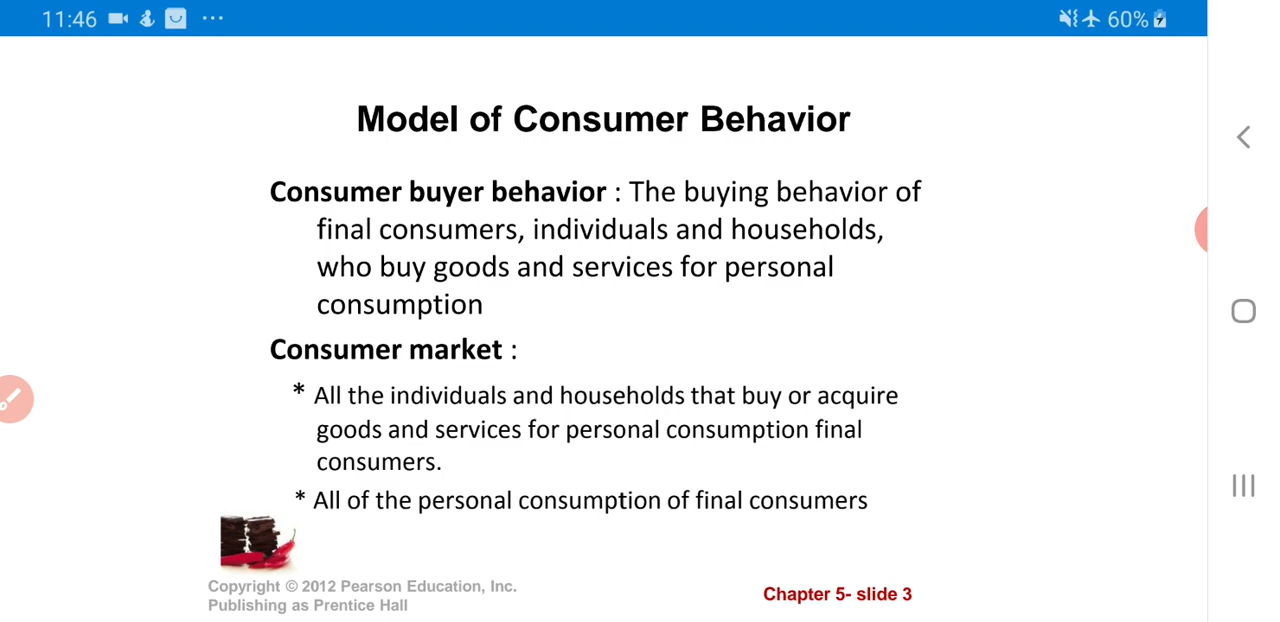 11:46
60%
Model of Consumer Behavior
Consumer buyer behavior : The buying behavior of
final consumers, individuals and households,
who buy goods and services for personal
consumption
Consumer market :
* All the individuals and households that buy or acquire
goods and services for personal consumption final
consumers.
* All of the personal consumption of final consumers
Copyright © 2012 Pearson Education, Inc.
Publishing as Prentice Hall
Chapter 5- slide 3